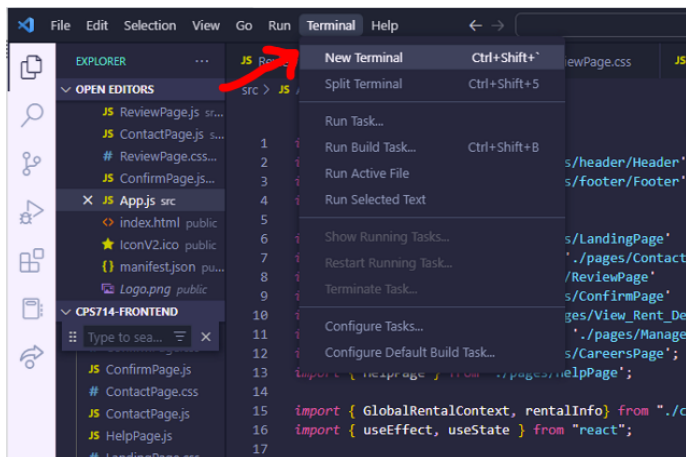 File Edit Selection View Go Run Terminal Help
EXPLORER
OPEN EDITORS
JS ReviewPage.js sr...
JS ContactPage.js s...
# ReviewPage.css...
JS ConfirmPage.js...
JS App.js src
<> index.html public
IconV2.ico public
{} manifest.json pu...
Logo.png public
CPS714-FRONTEND
Type to sea...
JS ConfirmPage.js
# ContactPage.css
JS ContactPage.js
JS HelpPage.js
New Terminal Ctrl+Shift+`
Split Terminal Ctrl+Shift+5
Run Task...
Run Build Task... Ctrl+Shift+B
Run Active File
Run Selected Text
Show Running Tasks...
Restart Running Task...
Terminate Task...
Configure Tasks...
Configure Default Build Task...
JS
ewPage.css JS
src > JS
1
2 s/header/Header'
3 s/footer/Footer'
4
5
6 s/LandingPage'
7 './pages/Contact
8 /ReviewPage'
9 s/ConfirmPage'
10 ges/View_Rent_De
11 './pages/Manage
12 s/CareersPage';
13 import { HelpPage } from './pages/HelpPage';
14
15 import { GlobalRentalContext, rentalInfo} from "./c
16 import { useEffect, useState } from "react";
17